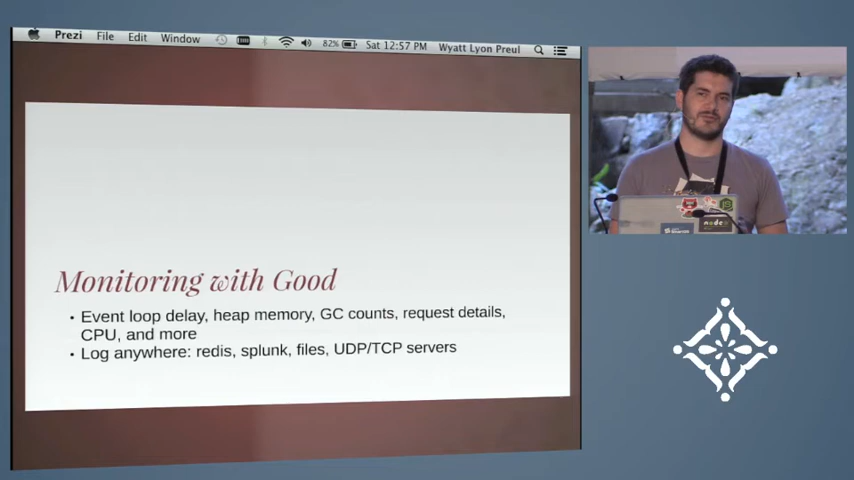 Prezi File Edit Window 82% Sat 12:57 PM Wyatt Lyon Preul
Monitoring with Good
• Event loop delay, heap memory, GC counts, request details,
CPU, and more
• Log anywhere: redis, splunk, files, UDP/TCP servers
node